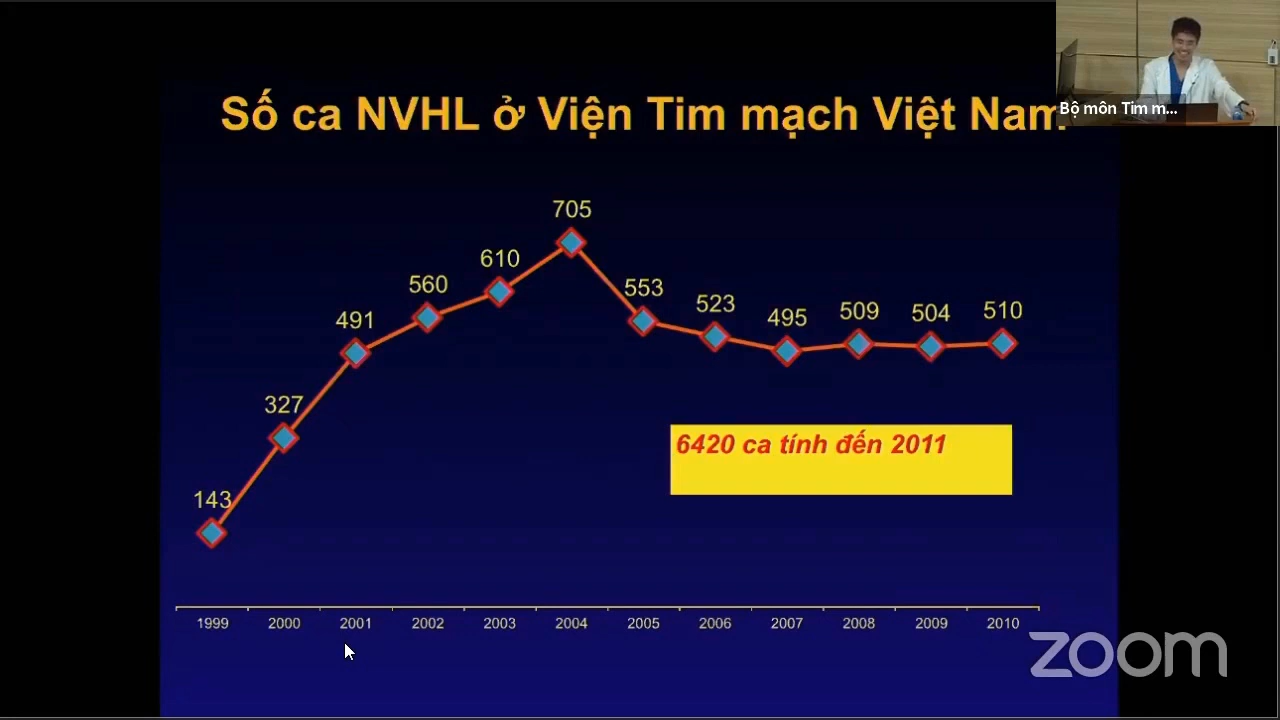 Số ca NVHL ở Viện Tim mạch Việt Nam
Bộ môn Tim m...
705
610
560
553
523
491
495
509
504
510
327
143
6420 ca tính đến 2011
1999 2000 2001 2002 2003 2004 2005 2006 2007 2008 2009 2010
zoom